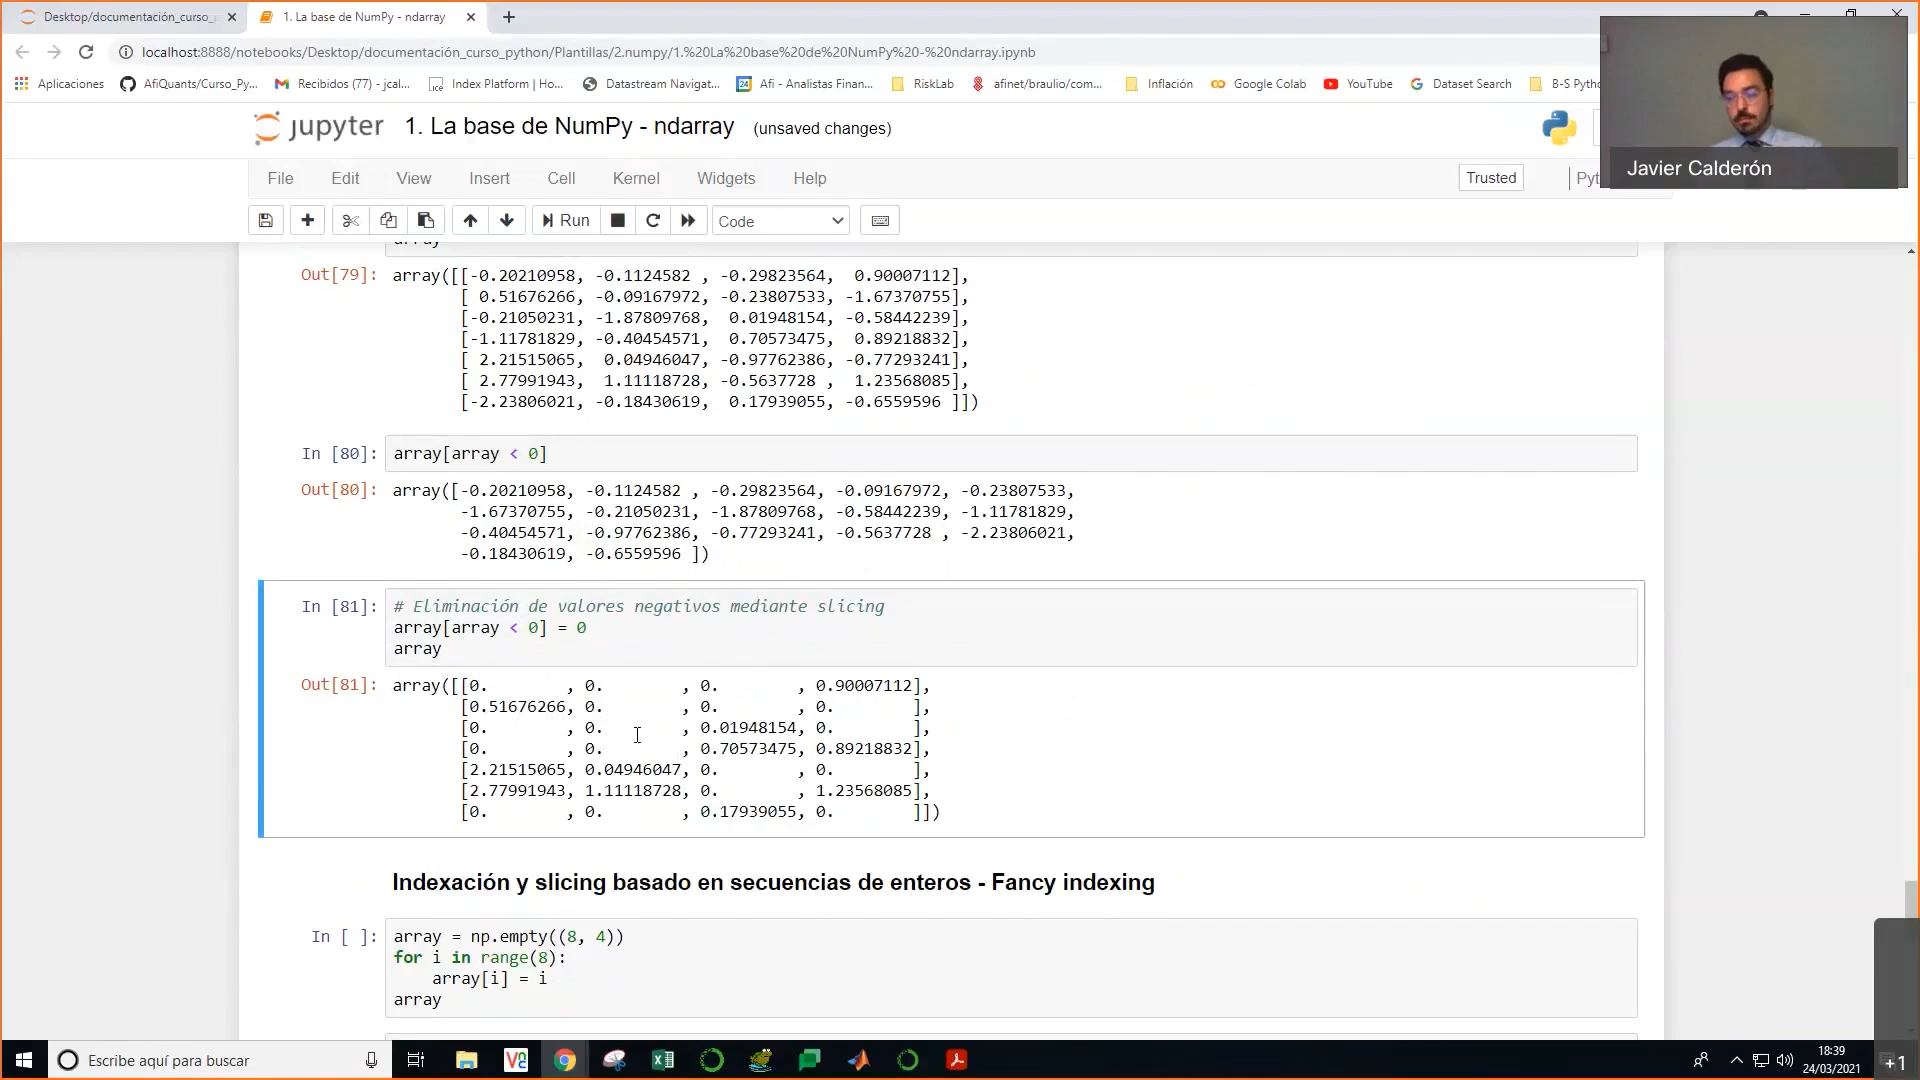 Desktop/documentación_curso_
1. La base de NumPy - ndarray
localhost:8888/notebooks/Desktop/documentación_curso_python/Plantillas/2.numpy/1.%20La%20base%20de%20NumPy%20-%20ndarray.ipynb
Aplicaciones
AfiQuants/Curso_Py...
Recibidos (77) - jcal...
ice
Index Platform | Ho...
Datastream Navigat...
24
Afi - Analistas Finan...
RiskLab
afinet/braulio/com...
Inflación
Google Colab
YouTube
Dataset Search
B-S Pytho
Javier Calderón
jupyter
1. La base de NumPy - ndarray
(unsaved changes)
File
Edit
View
Insert
Cell
Kernel
Widgets
Help
Trusted
Pyt
Run
Code
array
Out[79]: array([[-0.20210958, -0.1124582 , -0.29823564,  0.90007112],
[ 0.51676266, -0.09167972, -0.23807533, -1.67370755],
[-0.21050231, -1.87809768,  0.01948154, -0.58442239],
[-1.11781829, -0.40454571,  0.70573475,  0.89218832],
[ 2.21515065,  0.04946047, -0.97762386, -0.77293241],
[ 2.77991943,  1.11118728, -0.5637728 ,  1.23568085],
[-2.23806021, -0.18430619,  0.17939055, -0.6559596 ]])
In [80]: array[array < 0]
Out[80]: array([-0.20210958, -0.1124582 , -0.29823564, -0.09167972, -0.23807533,
-1.67370755, -0.21050231, -1.87809768, -0.58442239, -1.11781829,
-0.40454571, -0.97762386, -0.77293241, -0.5637728 , -2.23806021,
-0.18430619, -0.6559596 ])
In [81]: # Eliminación de valores negativos mediante slicing
array[array < 0] = 0
array
Out[81]: array([[0.        , 0.        , 0.        , 0.90007112],
[0.51676266, 0.        , 0.        , 0.        ],
[0.        , 0.        , 0.01948154, 0.        ],
[0.        , 0.        , 0.70573475, 0.89218832],
[2.21515065, 0.04946047, 0.        , 0.        ],
[2.77991943, 1.11118728, 0.        , 1.23568085],
[0.        , 0.        , 0.17939055, 0.        ]])
Indexación y slicing basado en secuencias de enteros - Fancy indexing
In [ ]: array = np.empty((8, 4))
for i in range(8):
array[i] = i
array
Escribe aquí para buscar
18:39
24/03/2021
+1